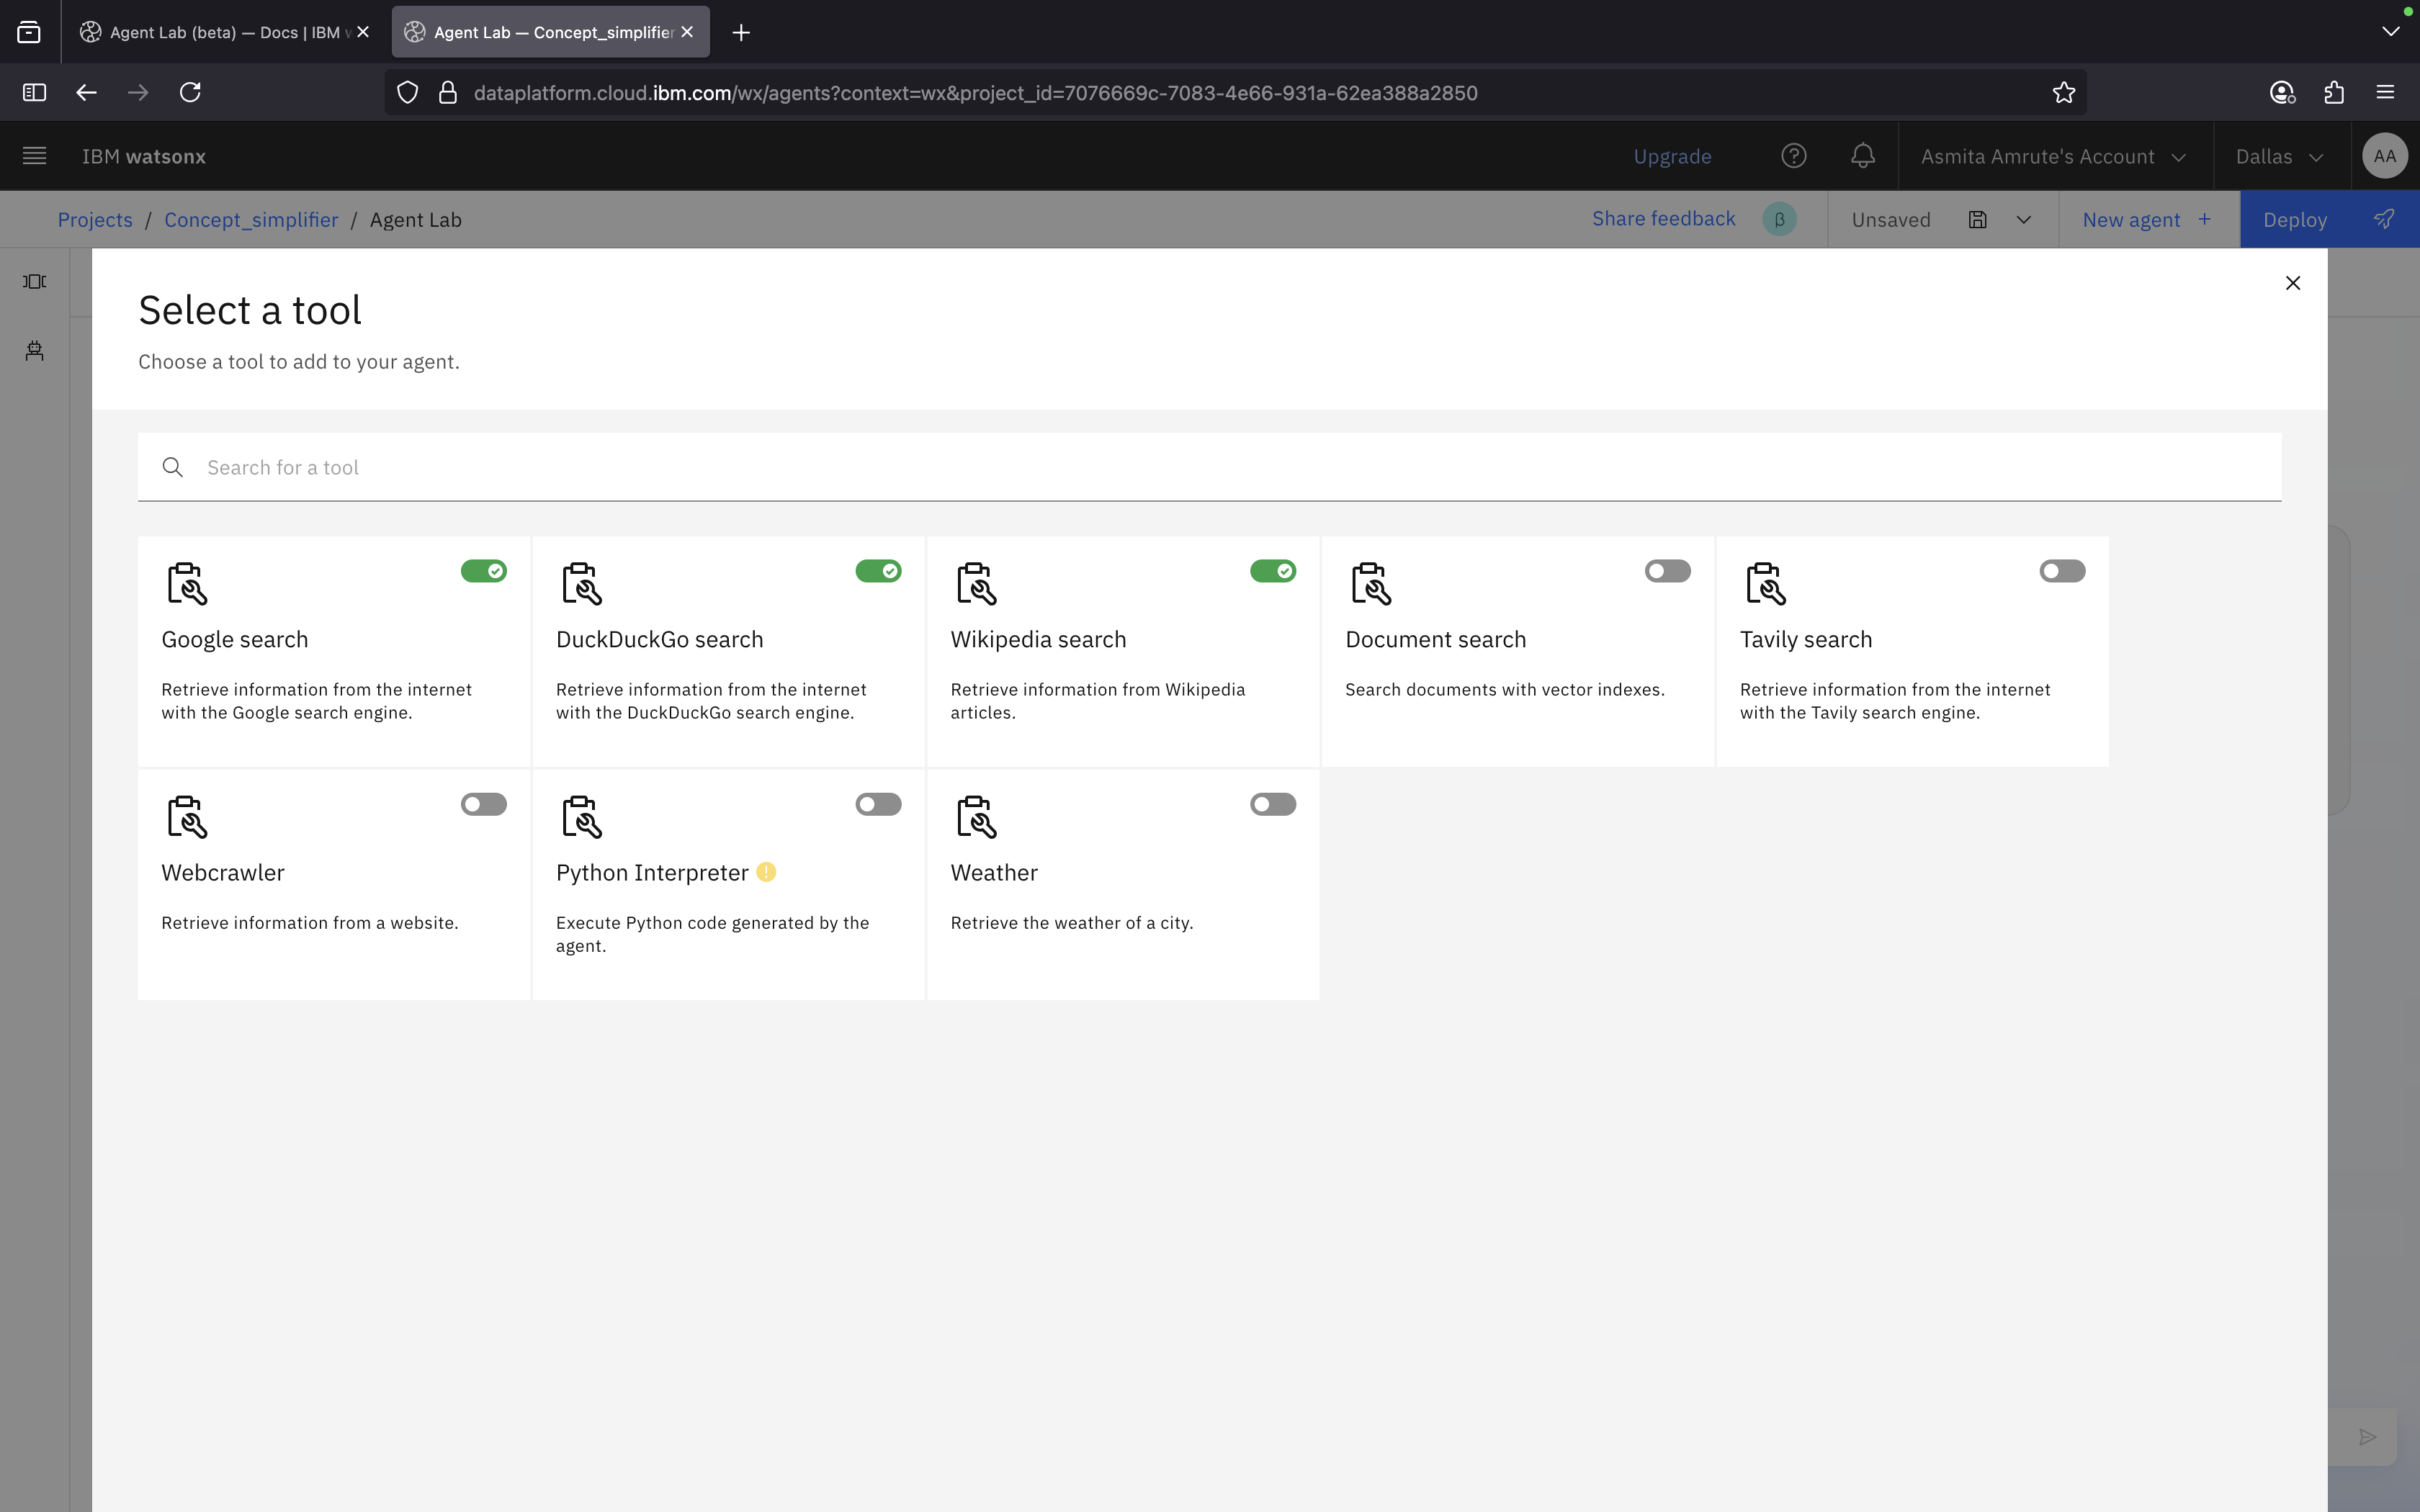 Agent Lab (beta) — Docs | IBM w
Agent Lab — Concept_simplifier
dataplatform.cloud.ibm.com/wx/agents?context=wx&project_id=7076669c-7083-4e66-931a-62ea388a2850
IBM watsonx
Upgrade
Asmita Amrute's Account
Dallas
AA
Projects / Concept_simplifier / Agent Lab
Share feedback
β
Unsaved
New agent +
Deploy
Select a tool
Choose a tool to add to your agent.
Search for a tool
Google search
Retrieve information from the internet
with the Google search engine.
DuckDuckGo search
Retrieve information from the internet
with the DuckDuckGo search engine.
Wikipedia search
Retrieve information from Wikipedia
articles.
Document search
Search documents with vector indexes.
Tavily search
Retrieve information from the internet
with the Tavily search engine.
Webcrawler
Retrieve information from a website.
Python Interpreter
Execute Python code generated by the
agent.
Weather
Retrieve the weather of a city.